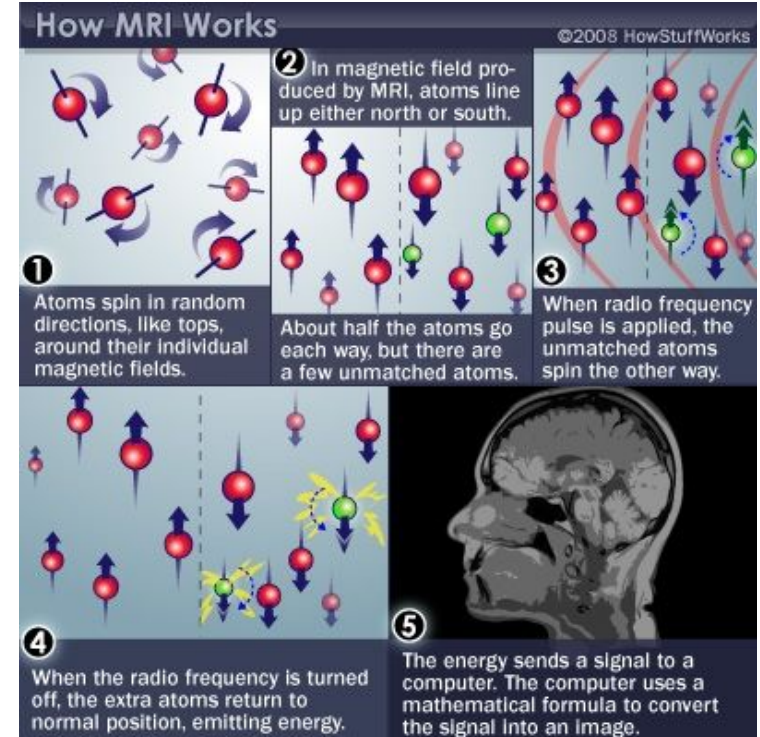 How MRI Works
©2008 HowStuffWorks
1
Atoms spin in random
directions, like tops,
around their individual
magnetic fields.
2 In magnetic field pro-
duced by MRI, atoms line
up either north or south.
About half the atoms go
each way, but there are
a few unmatched atoms.
3
When radio frequency
pulse is applied, the
unmatched atoms
spin the other way.
4
When the radio frequency is turned
off, the extra atoms return to
normal position, emitting energy.
5
The energy sends a signal to a
computer. The computer uses a
mathematical formula to convert
the signal into an image.